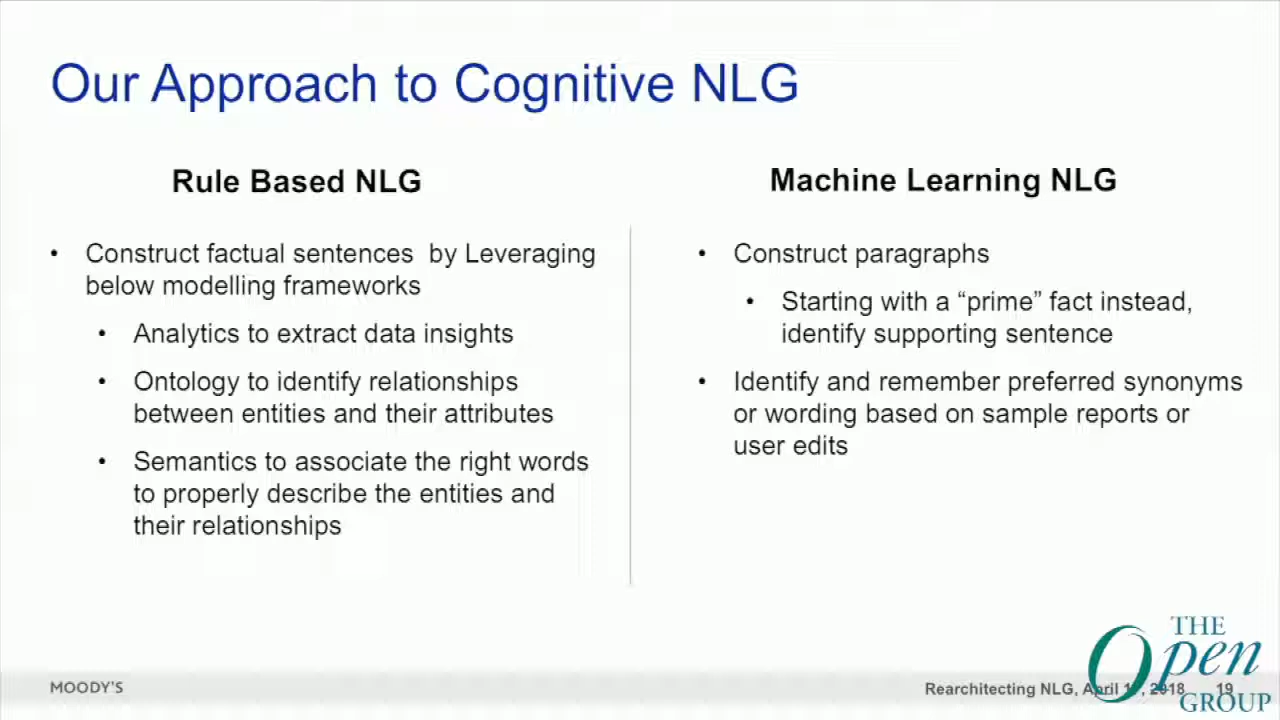 Our Approach to Cognitive NLG
Rule Based NLG
• Construct factual sentences by Leveraging
below modelling frameworks
• Analytics to extract data insights
• Ontology to identify relationships
between entities and their attributes
• Semantics to associate the right words
to properly describe the entities and
their relationships
Machine Learning NLG
• Construct paragraphs
• Starting with a “prime” fact instead,
identify supporting sentence
• Identify and remember preferred synonyms
or wording based on sample reports or
user edits
MOODY'S
Rearchitecting NLG, April 2018 19
THE
Open
GROUP